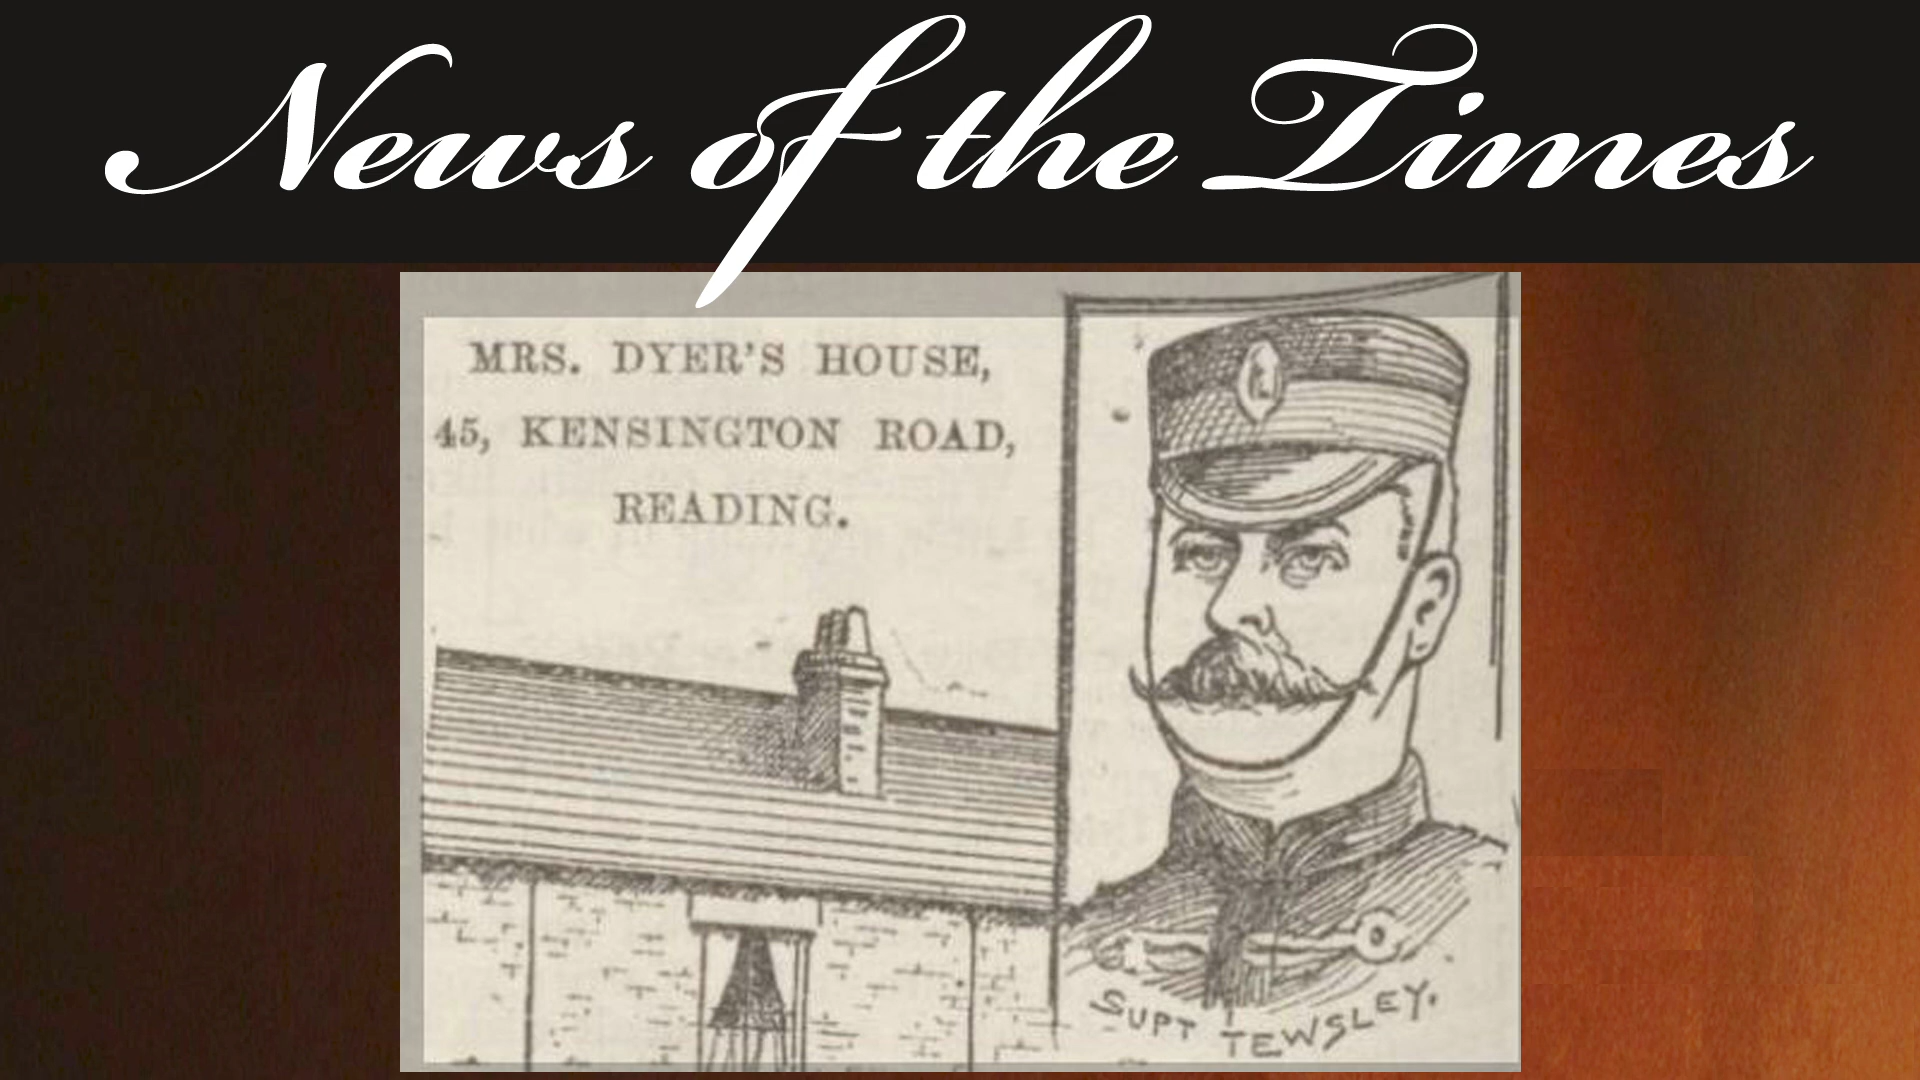 News of the Times
MRS. DYER'S HOUSE,
45, KENSINGTON ROAD,
READING.
SUPT TEWSLEY.